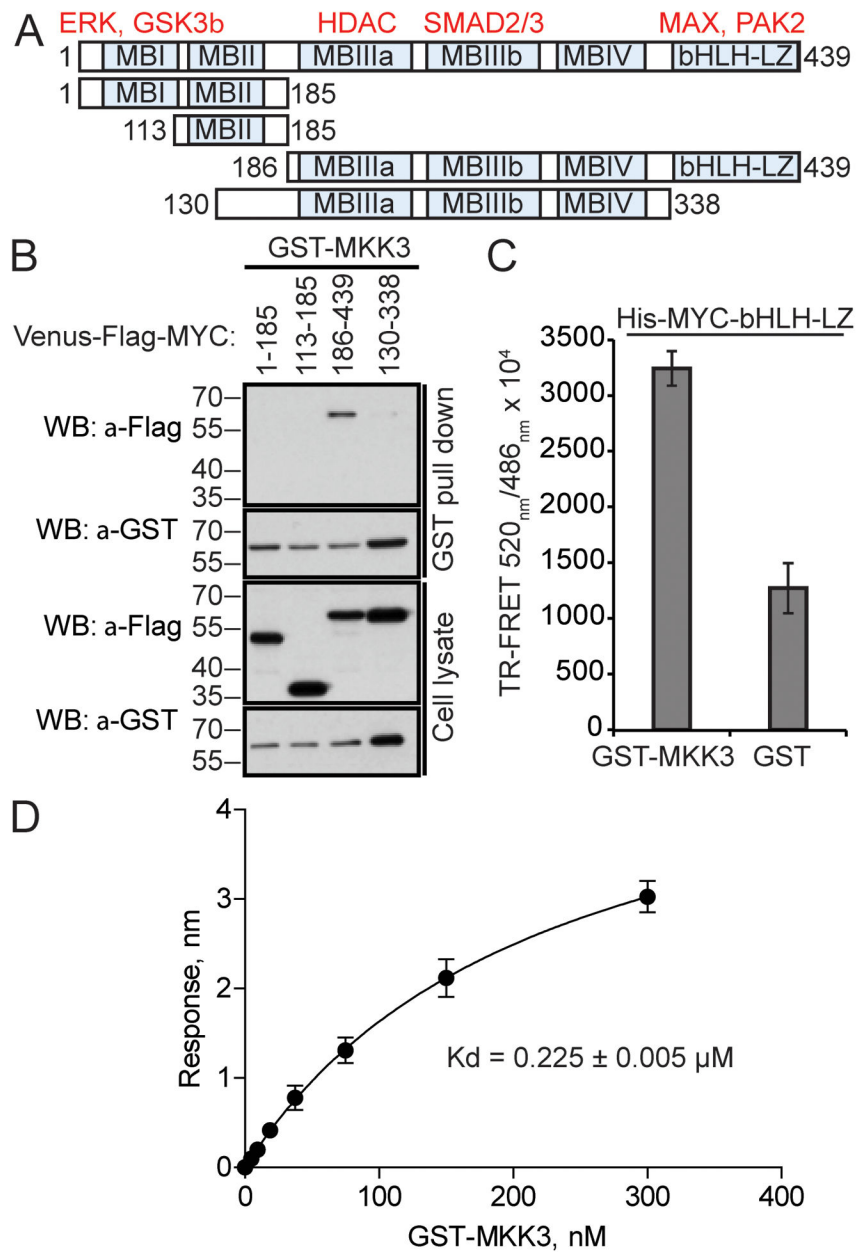 A
ERK, GSK3b HDAC SMAD2/3 MAX, PAK2
1 MBI MBII MBIIIa MBIIIb MBIV bHLH-LZ 439
1 MBI MBII 185
113 MBII 185
186 MBIIIa MBIIIb MBIV bHLH-LZ 439
130 MBIIIa MBIIIb MBIV 338
B
GST-MKK3
Venus-Flag-MYC: 1-185 113-185 186-439 130-338
WB: a-Flag
70
55
40
35
WB: a-GST
70
55
GST pull down
WB: a-Flag
70
55
40
35
WB: a-GST
70
55
Cell lysate
C
His-MYC-bHLH-LZ
TR-FRET 520nm/486nm x 10⁴
3500
3000
2500
2000
1500
1000
500
0
GST-MKK3 GST
D
Response, nm
4
3
2
1
0
Kd = 0.225 ± 0.005 µM
0 100 200 300 400
GST-MKK3, nM